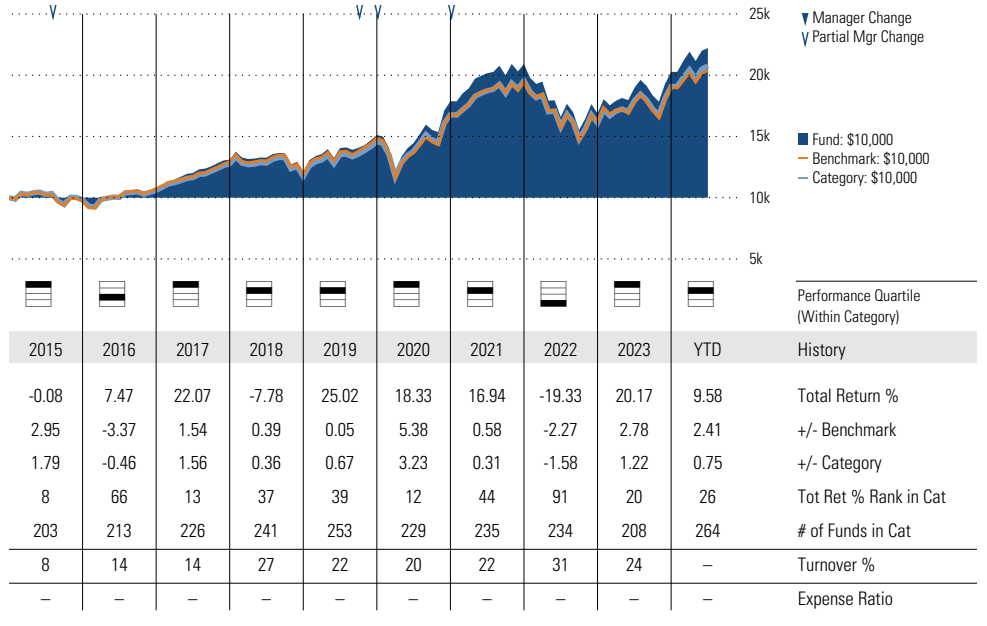 25k
20k
15k
10k
5k
Manager Change
Partial Mgr Change
Fund: $10,000
Benchmark: $10,000
Category: $10,000
Performance Quartile
(Within Category)
2015 2016 2017 2018 2019 2020 2021 2022 2023 YTD History
-0.08 7.47 22.07 -7.78 25.02 18.33 16.94 -19.33 20.17 9.58 Total Return %
2.95 -3.37 1.54 0.39 0.05 5.38 0.58 -2.27 2.78 2.41 +/- Benchmark
1.79 -0.46 1.56 0.36 0.67 3.23 0.31 -1.58 1.22 0.75 +/- Category
8 66 13 37 39 12 44 91 20 26 Tot Ret % Rank in Cat
203 213 226 241 253 229 235 234 208 264 # of Funds in Cat
8 14 14 27 22 20 22 31 24 – Turnover %
– – – – – – – – – – Expense Ratio